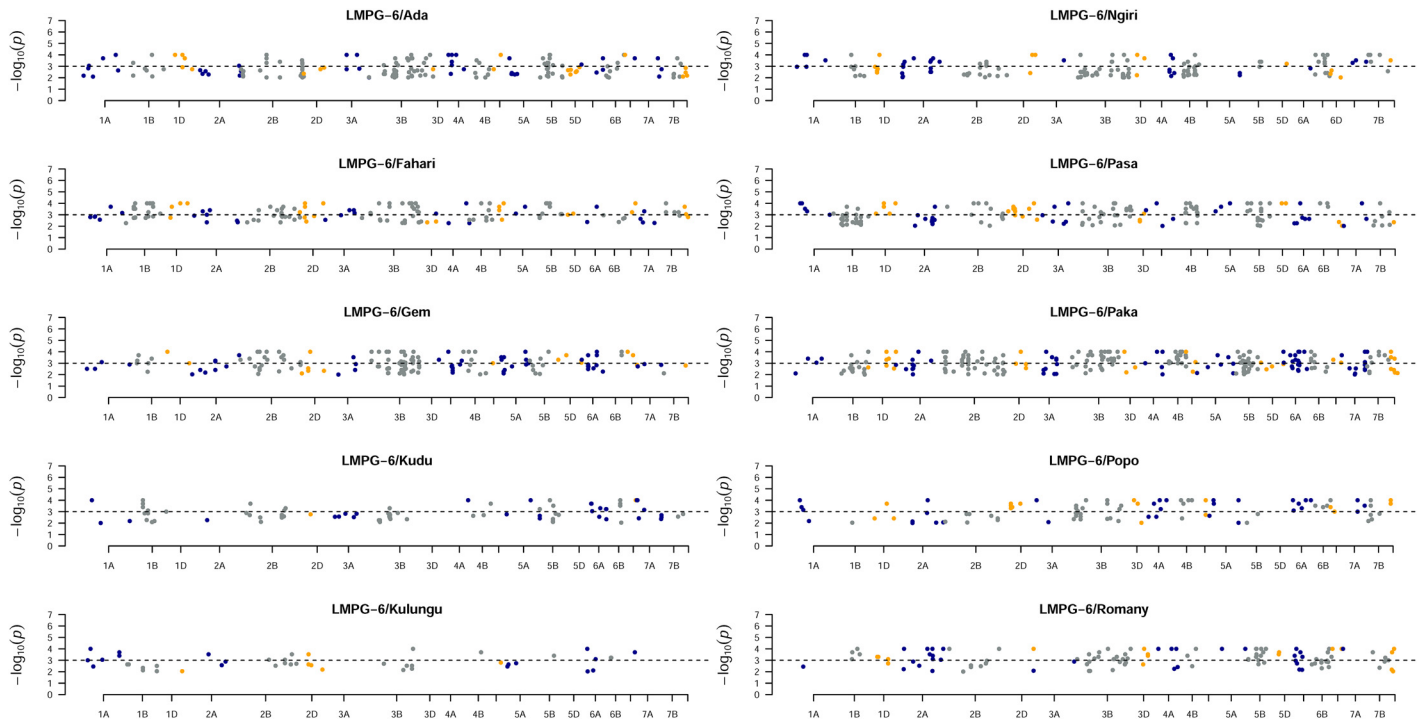 LMPG−6/Ada
−log10(p)
7
6
5
4
3
2
1
0
1A 1B 1D 2A 2B 2D 3A 3B 3D 4A 4B 5A 5B 5D 6A 6B 7A 7B
LMPG−6/Ngiri
−log10(p)
7
6
5
4
3
2
1
0
1A 1B 1D 2A 2B 2D 3A 3B 3D 4A 4B 5A 5B 5D 6A 6D 7A 7B
LMPG−6/Fahari
−log10(p)
7
6
5
4
3
2
1
0
1A 1B 1D 2A 2B 2D 3A 3B 3D 4A 4B 5A 5B 5D 6A 6B 7A 7B
LMPG−6/Pasa
−log10(p)
7
6
5
4
3
2
1
0
1A 1B 1D 2A 2B 2D 3A 3B 3D 4A 4B 5A 5B 5D 6A 6B 7A 7B
LMPG−6/Gem
−log10(p)
7
6
5
4
3
2
1
0
1A 1B 1D 2A 2B 2D 3A 3B 3D 4A 4B 5A 5B 5D 6A 6B 7A 7B
LMPG−6/Paka
−log10(p)
7
6
5
4
3
2
1
0
1A 1B 1D 2A 2B 2D 3A 3B 3D 4A 4B 5A 5B 5D 6A 6B 7A 7B
LMPG−6/Kudu
−log10(p)
7
6
5
4
3
2
1
0
1A 1B 1D 2A 2B 2D 3A 3B 3D 4A 4B 5A 5B 5D 6A 6B 7A 7B
LMPG−6/Popo
−log10(p)
7
6
5
4
3
2
1
0
1A 1B 1D 2A 2B 2D 3A 3B 3D 4A 4B 5A 5B 5D 6A 6B 7A 7B
LMPG−6/Kulungu
−log10(p)
7
6
5
4
3
2
1
0
1A 1B 1D 2A 2B 2D 3A 3B 3D 4A 4B 5A 5B 5D 6A 6B 7A 7B
LMPG−6/Romany
−log10(p)
7
6
5
4
3
2
1
0
1A 1B 1D 2A 2B 2D 3A 3B 3D 4A 4B 5A 5B 5D 6A 6B 7A 7B